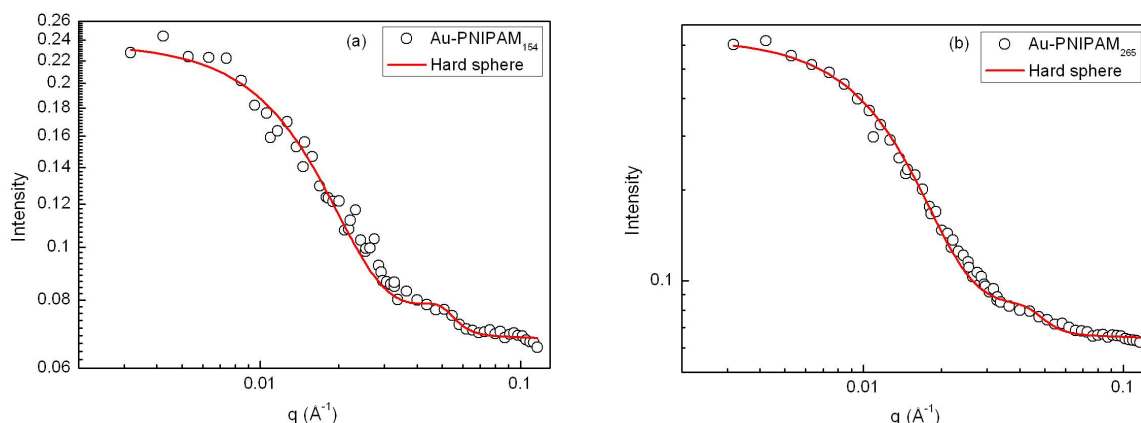 (a)
Au-PNIPAM₁₅₄
Hard sphere
0.26
0.24
0.22
0.2
0.18
0.16
0.14
0.12
0.1
0.08
0.06
Intensity
0.01
0.1
q (Å⁻¹)
(b)
Au-PNIPAM₂₆₅
Hard sphere
0.1
Intensity
0.01
0.1
q (Å⁻¹)